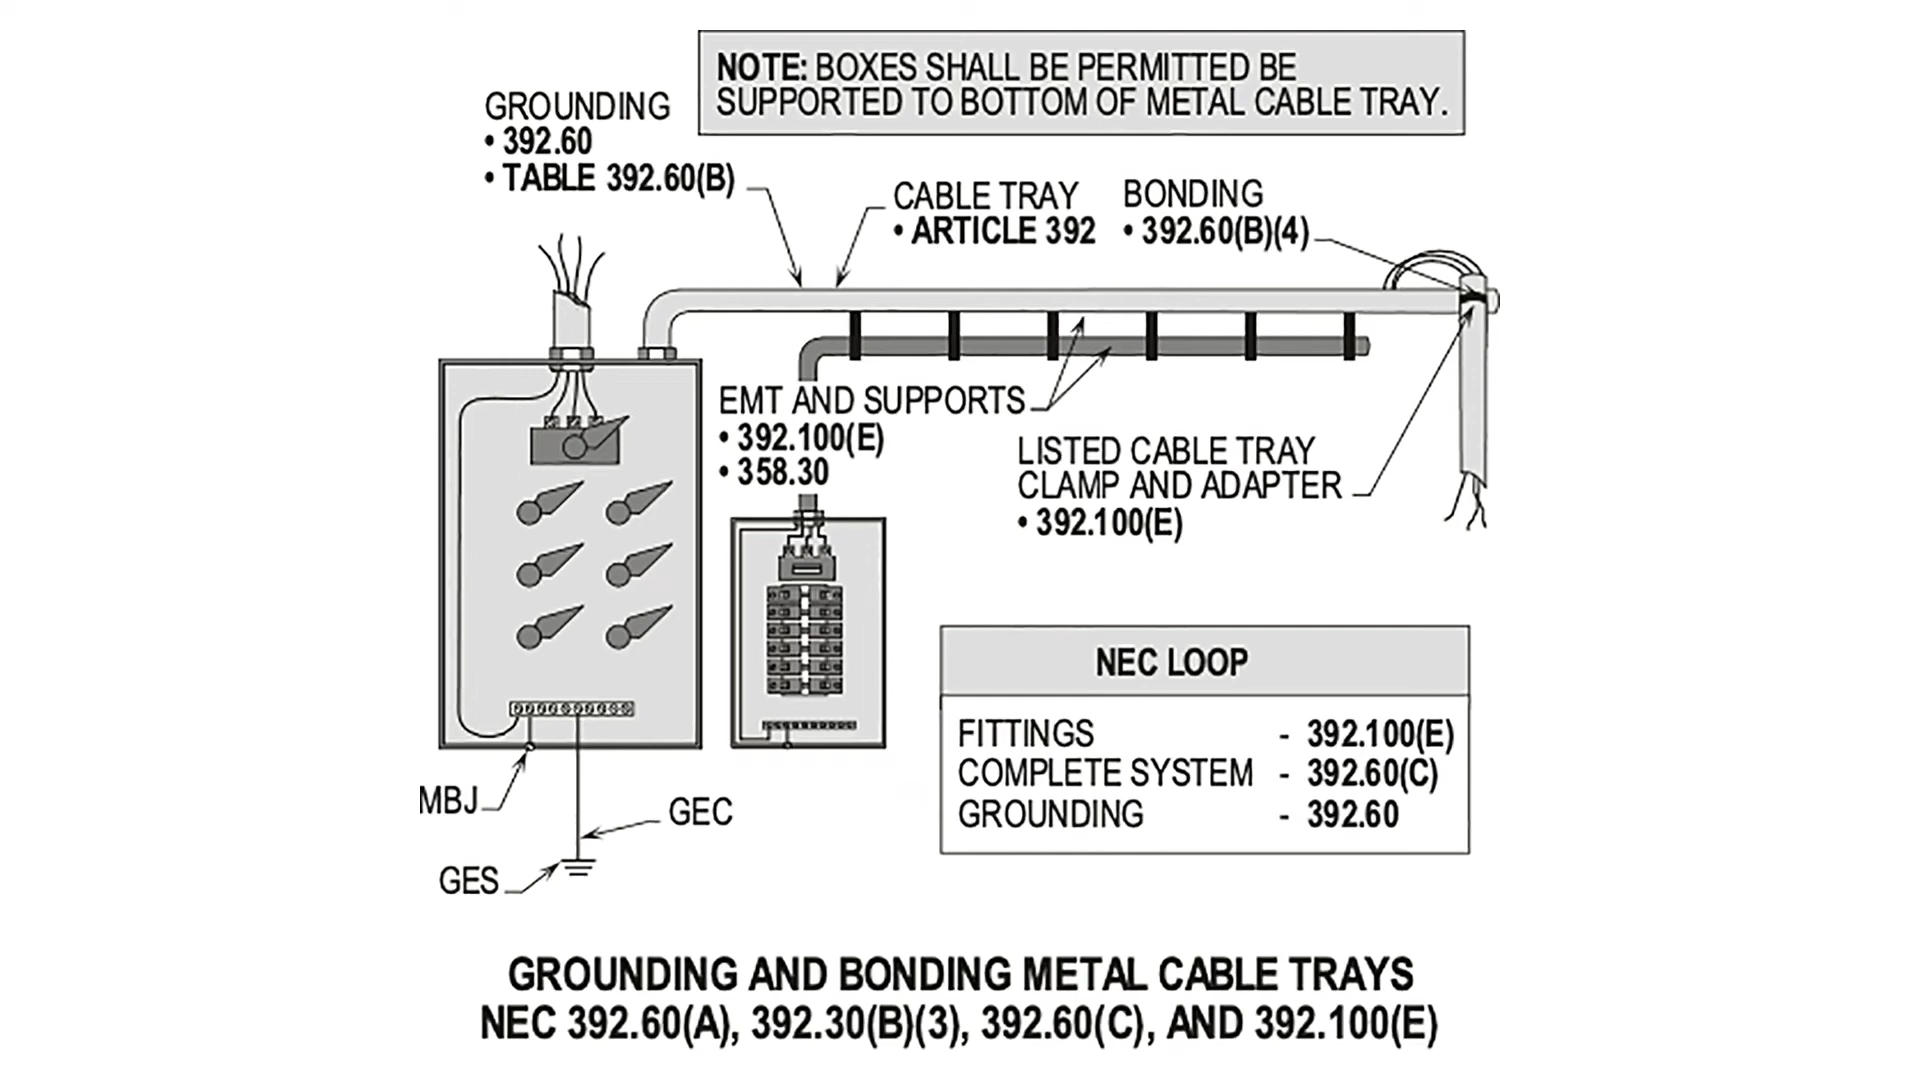 NOTE: BOXES SHALL BE PERMITTED BE
SUPPORTED TO BOTTOM OF METAL CABLE TRAY.
GROUNDING
• 392.60
• TABLE 392.60(B)
CABLE TRAY
• ARTICLE 392
BONDING
• 392.60(B)(4)
EMT AND SUPPORTS
• 392.100(E)
• 358.30
LISTED CABLE TRAY
CLAMP AND ADAPTER
• 392.100(E)
NEC LOOP
FITTINGS - 392.100(E)
COMPLETE SYSTEM - 392.60(C)
GROUNDING - 392.60
MBJ
GEC
GES
GROUNDING AND BONDING METAL CABLE TRAYS
NEC 392.60(A), 392.30(B)(3), 392.60(C), AND 392.100(E)